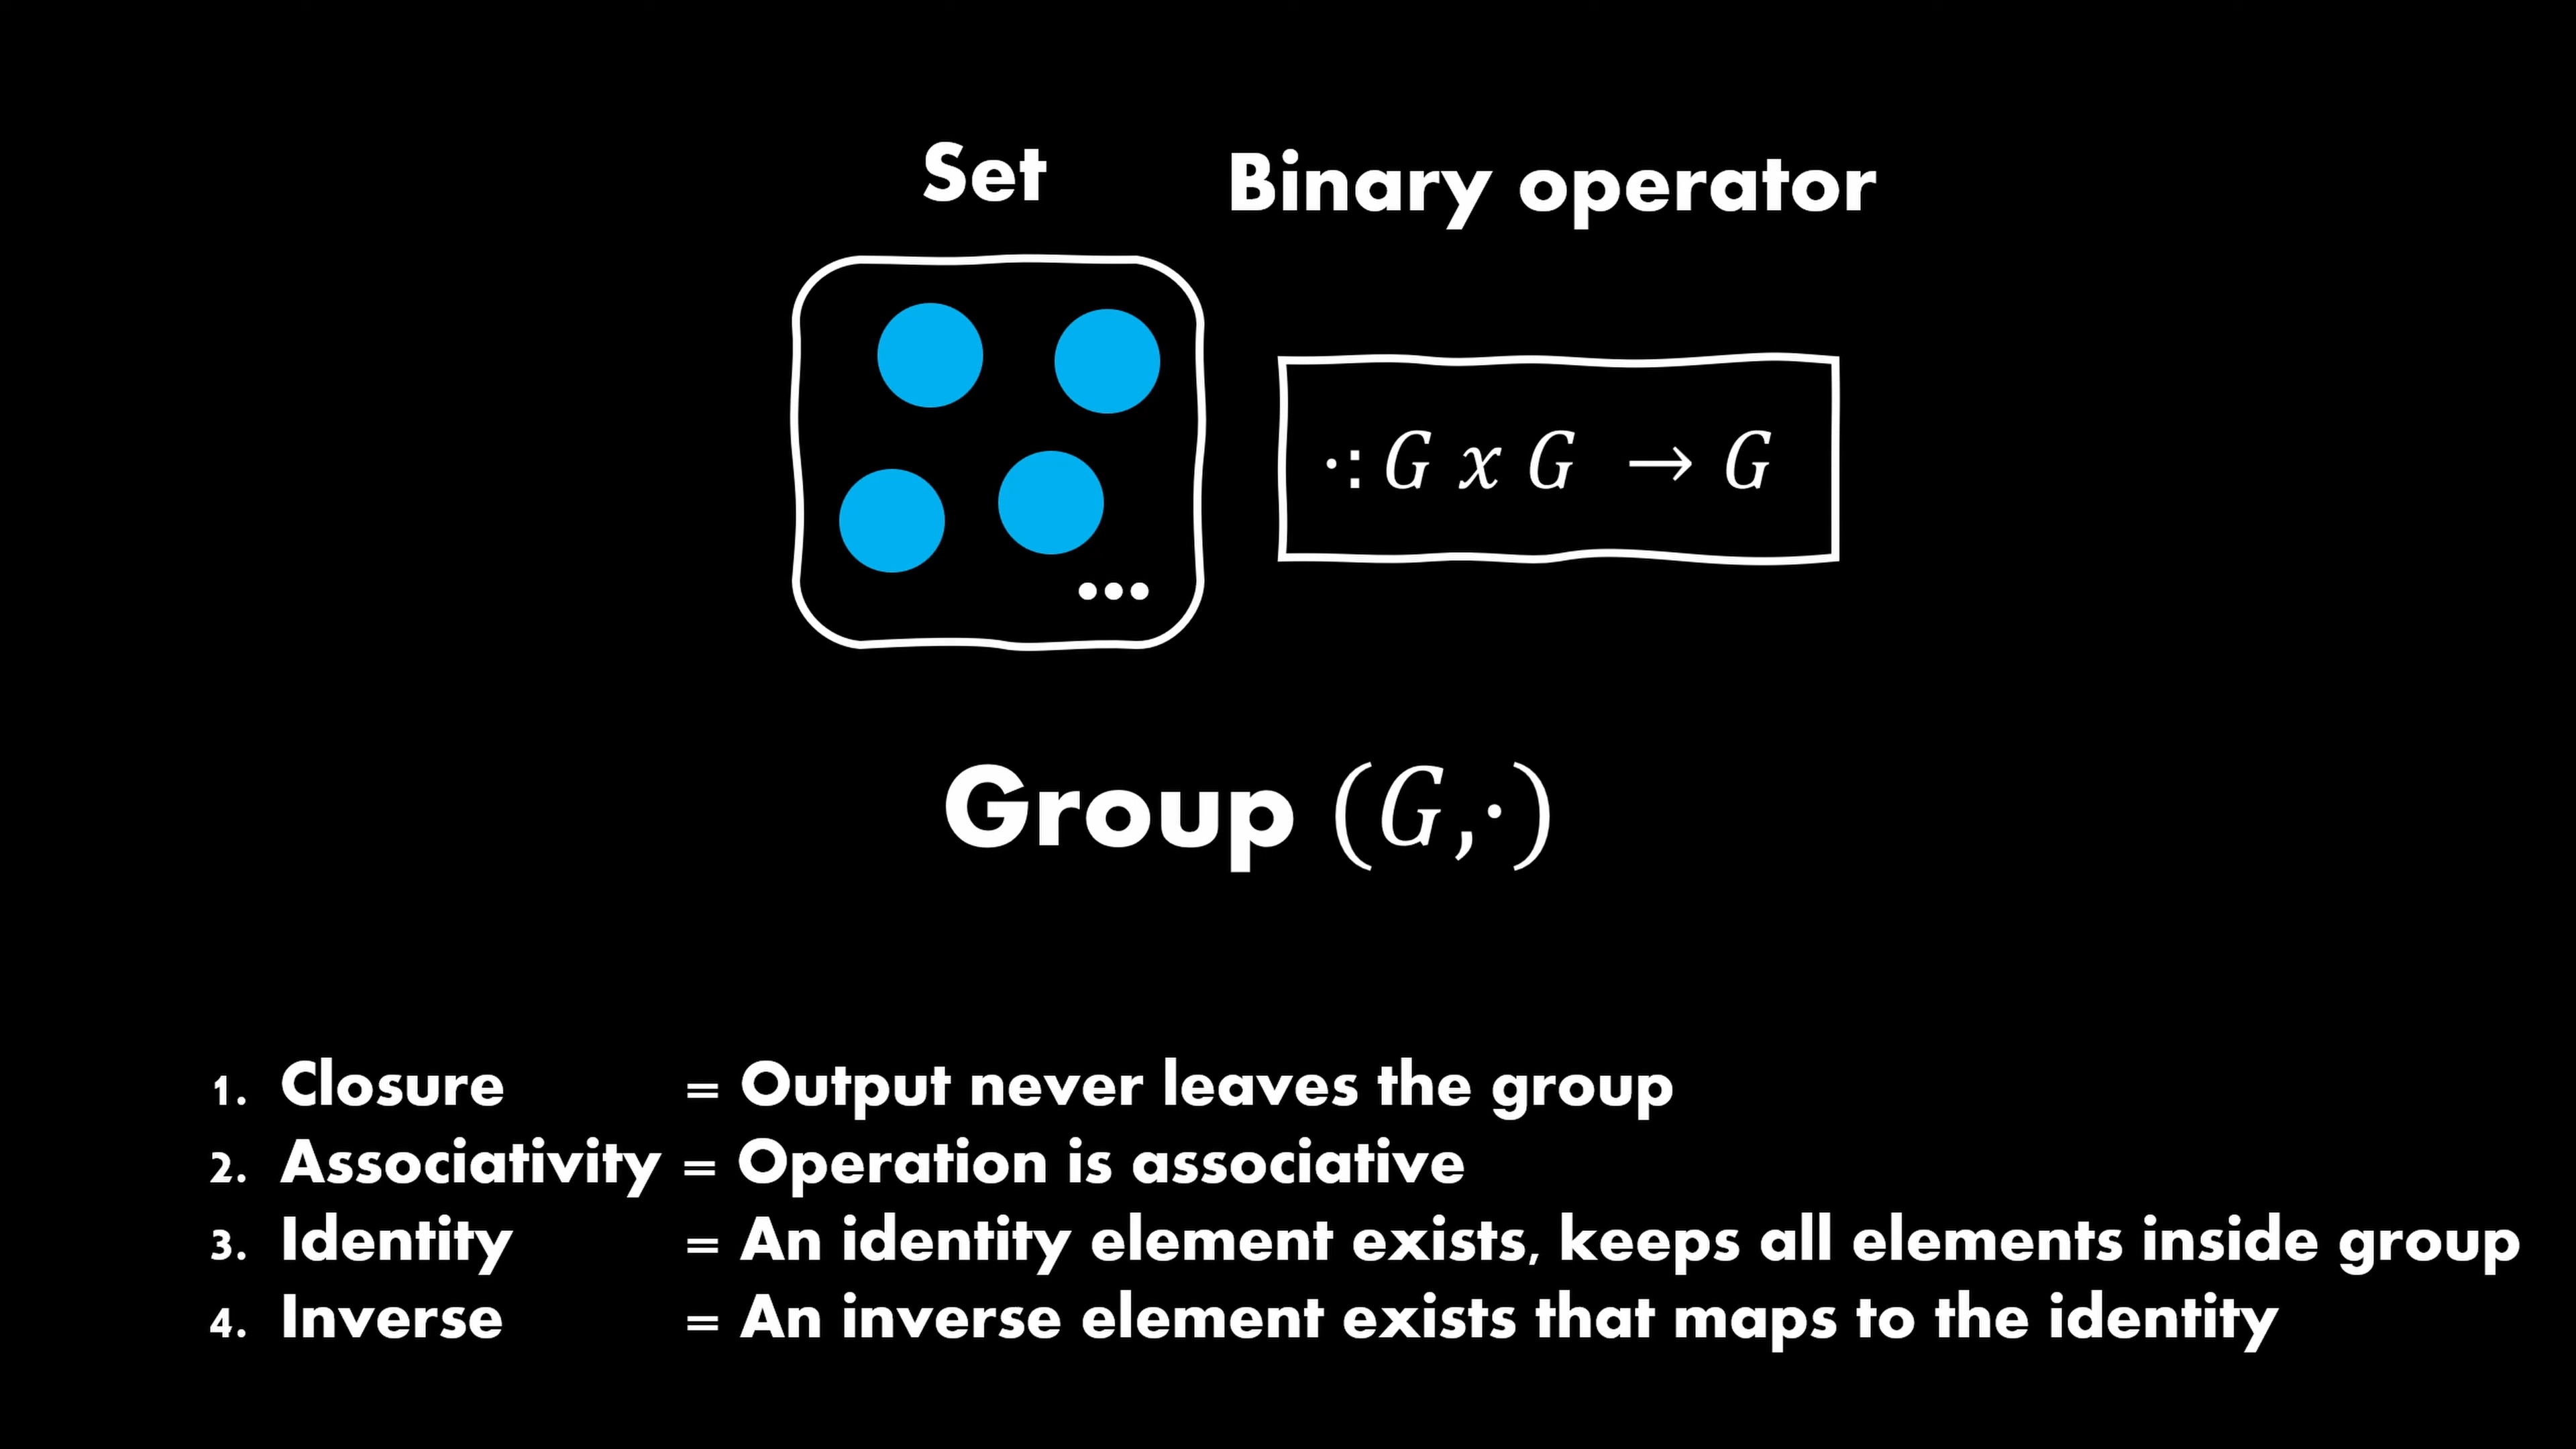 Set
Binary operator
·: G x G → G
Group (G,·)
1. Closure = Output never leaves the group
2. Associativity = Operation is associative
3. Identity = An identity element exists, keeps all elements inside group
4. Inverse = An inverse element exists that maps to the identity